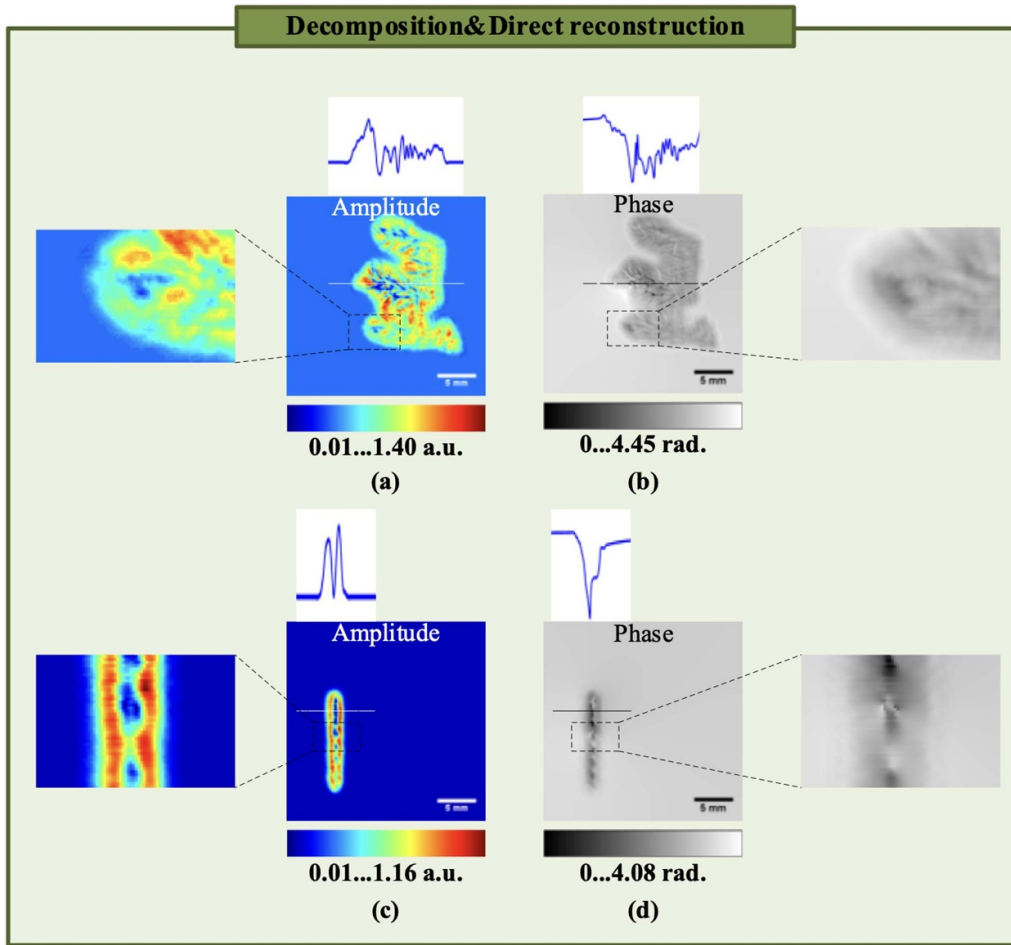 Decomposition&Direct reconstruction
Amplitude
Phase
5 mm
5 mm
0.01...1.40 a.u.
0...4.45 rad.
(a)
(b)
Amplitude
Phase
5 mm
5 mm
0.01...1.16 a.u.
0...4.08 rad.
(c)
(d)